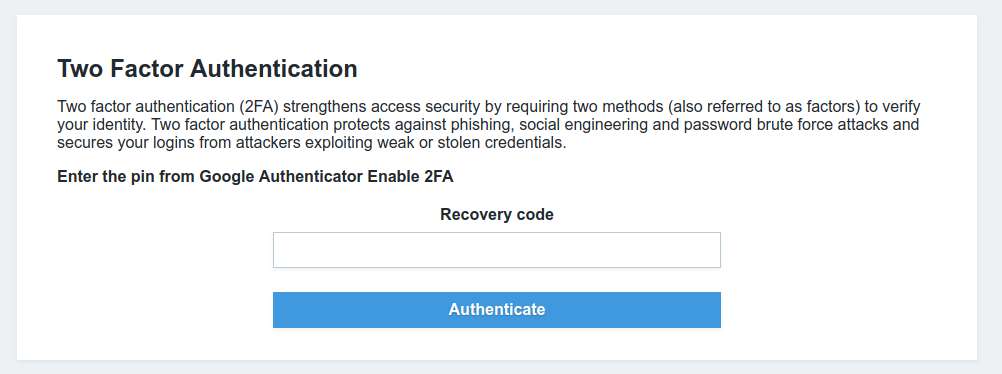 Two Factor Authentication
Two factor authentication (2FA) strengthens access security by requiring two methods (also referred to as factors) to verify
your identity. Two factor authentication protects against phishing, social engineering and password brute force attacks and
secures your logins from attackers exploiting weak or stolen credentials.
Enter the pin from Google Authenticator Enable 2FA
Recovery code
Authenticate